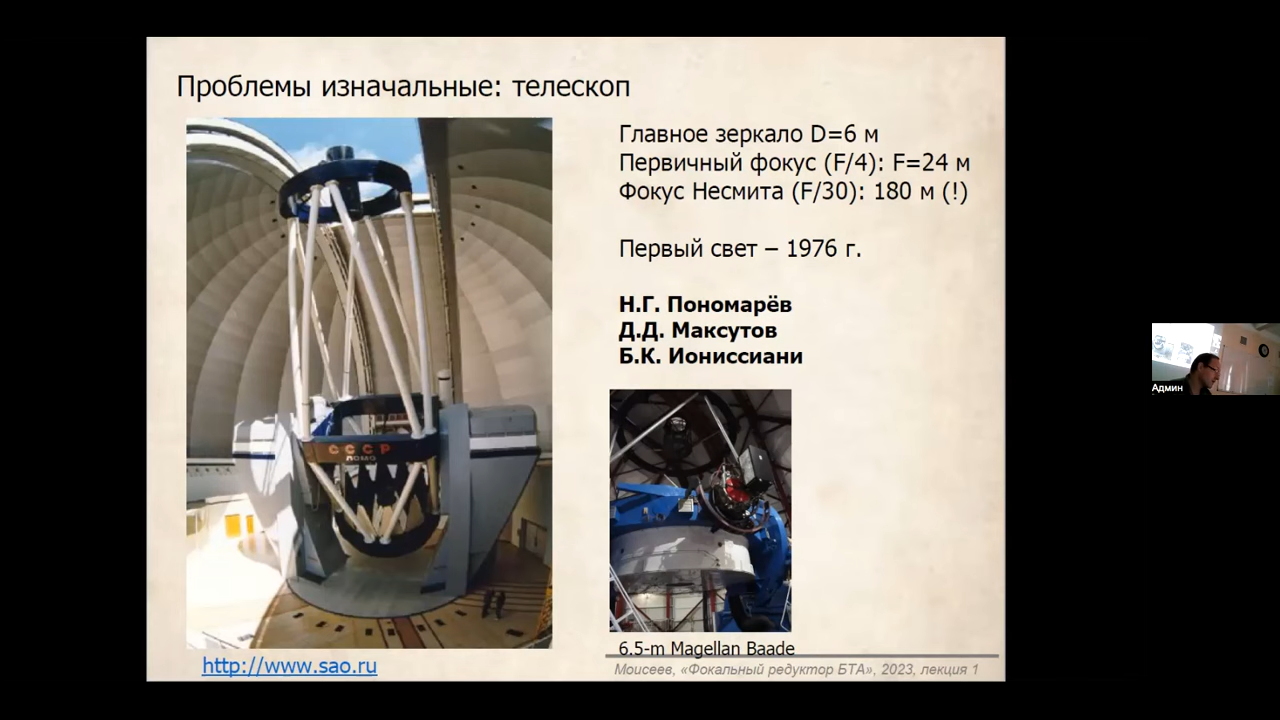 Проблемы изначальные: телескоп
Главное зеркало D=6 м
Первичный фокус (F/4): F=24 м
Фокус Несмита (F/30): 180 м (!)
Первый свет – 1976 г.
Н.Г. Пономарёв
Д.Д. Максутов
Б.К. Иониссиани
СССР
ЛОМО
6.5-m Magellan Baade
http://www.sao.ru
Моисеев, «Фокальный редуктор БТА», 2023, лекция 1
Админ